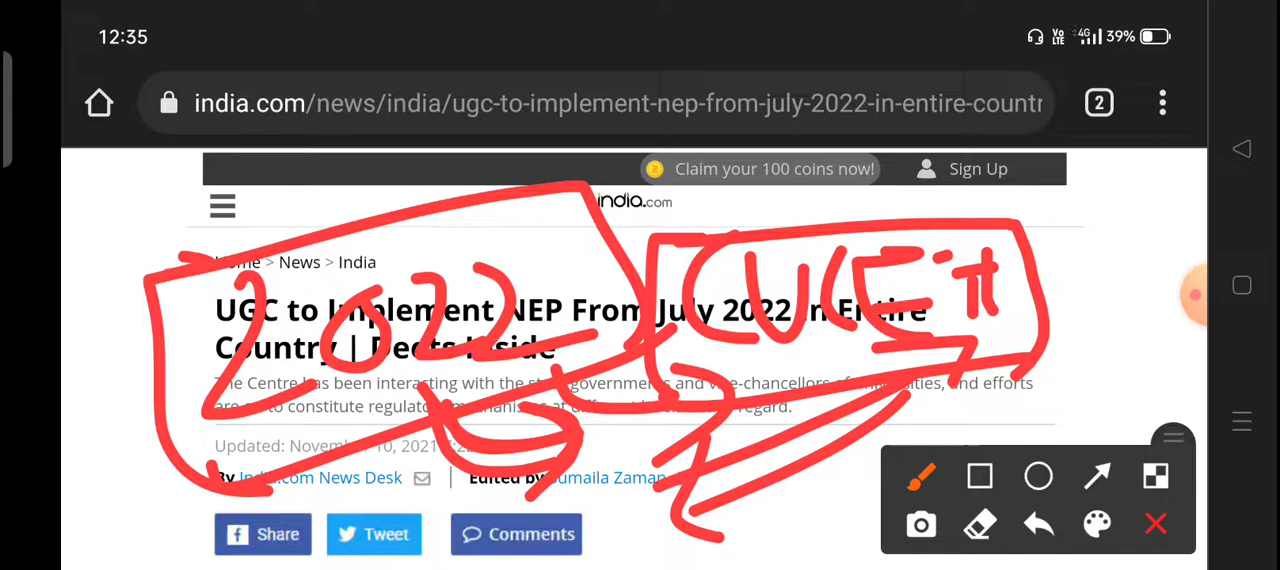 12:35
Vo LTE 4G 39%
india.com/news/india/ugc-to-implement-nep-from-july-2022-in-entire-countr
2
Claim your 100 coins now!
Sign Up
india.com
Home > News > India
UGC to Implement NEP From July 2022 in Entire
Country | Deets Inside
2022
CUCET
The Centre has been interacting with the state governments and vice-chancellors of universities, and efforts
are on to constitute regulatory mechanisms at different levels in regard.
Updated: November 10, 2021
By India.com News Desk
Edited by Sumaila Zaman
Share
Tweet
Comments